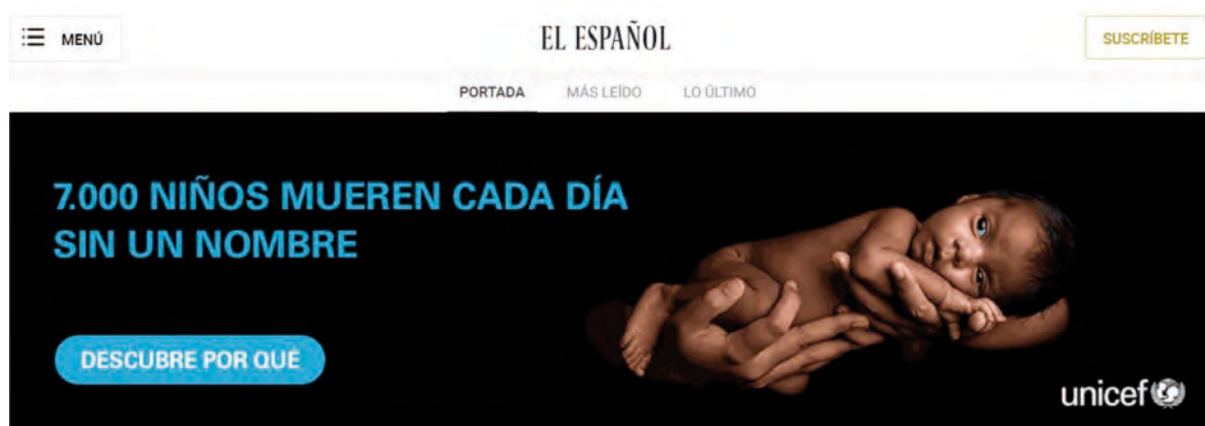 MENÚ
EL ESPAÑOL
SUSCRÍBETE
PORTADA
MÁS LEÍDO
LO ÚLTIMO
7.000 NIÑOS MUEREN CADA DÍA
SIN UN NOMBRE
DESCUBRE POR QUÉ
unicef